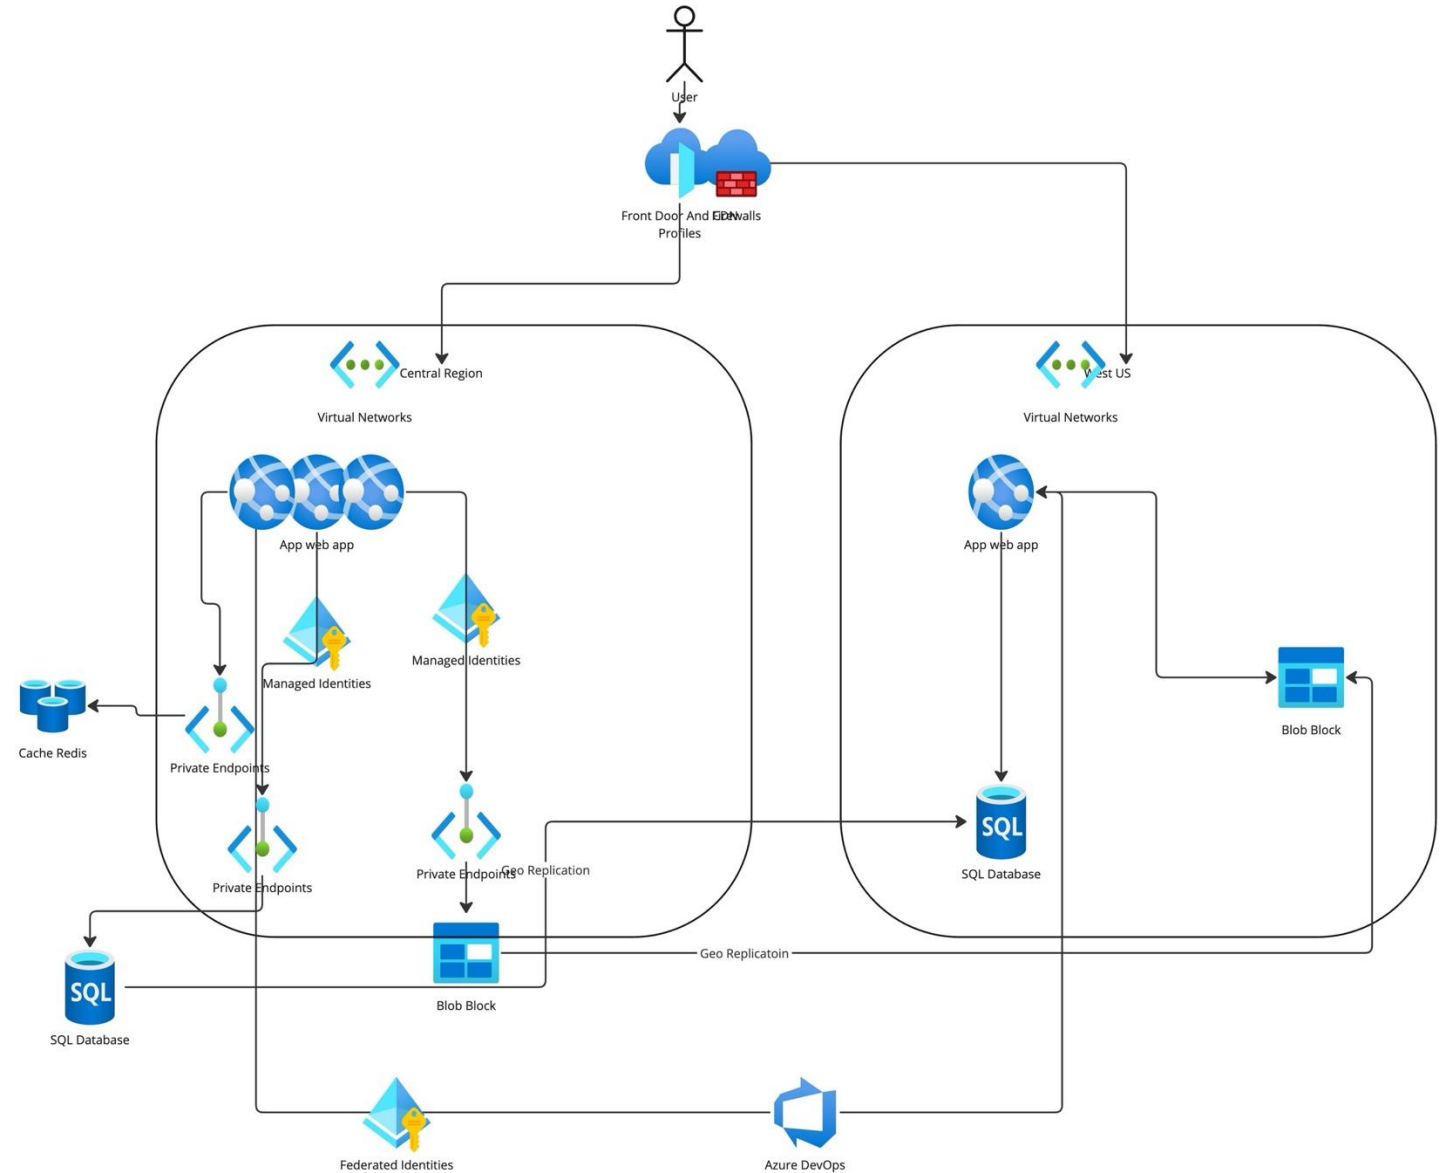 User
Front Door And CDN
Profiles
Firewalls
Central Region
Virtual Networks
West US
Virtual Networks
App web app
App web app
Managed Identities
Managed Identities
Cache Redis
Private Endpoints
Blob Block
Private Endpoints
Private Endpoints
Geo Replication
SQL
SQL Database
Geo Replicatoin
SQL
SQL Database
Blob Block
Federated Identities
Azure DevOps